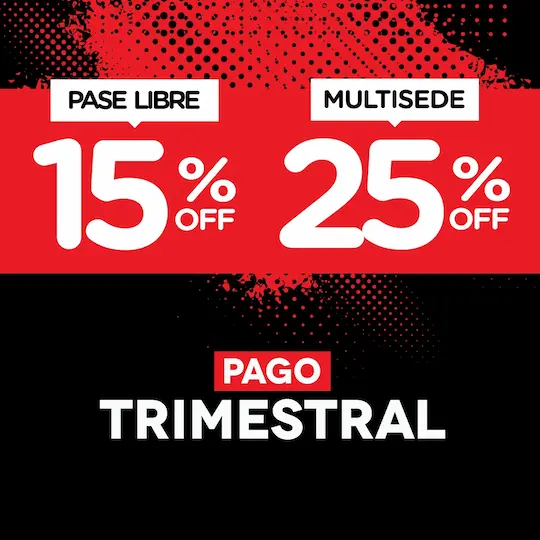 PASE LIBRE
15% OFF
MULTISEDE
25% OFF
PAGO
TRIMESTRAL